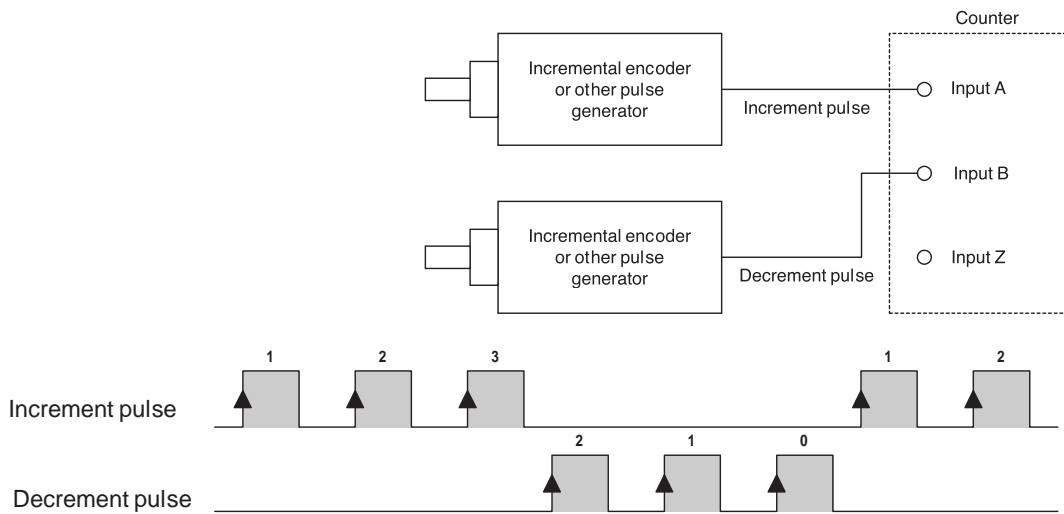 Counter
Incremental encoder
or other pulse
generator
Increment pulse
Input A
Input B
Incremental encoder
or other pulse
generator
Decrement pulse
Input Z
1 2 3 1 2
Increment pulse
2 1 0
Decrement pulse